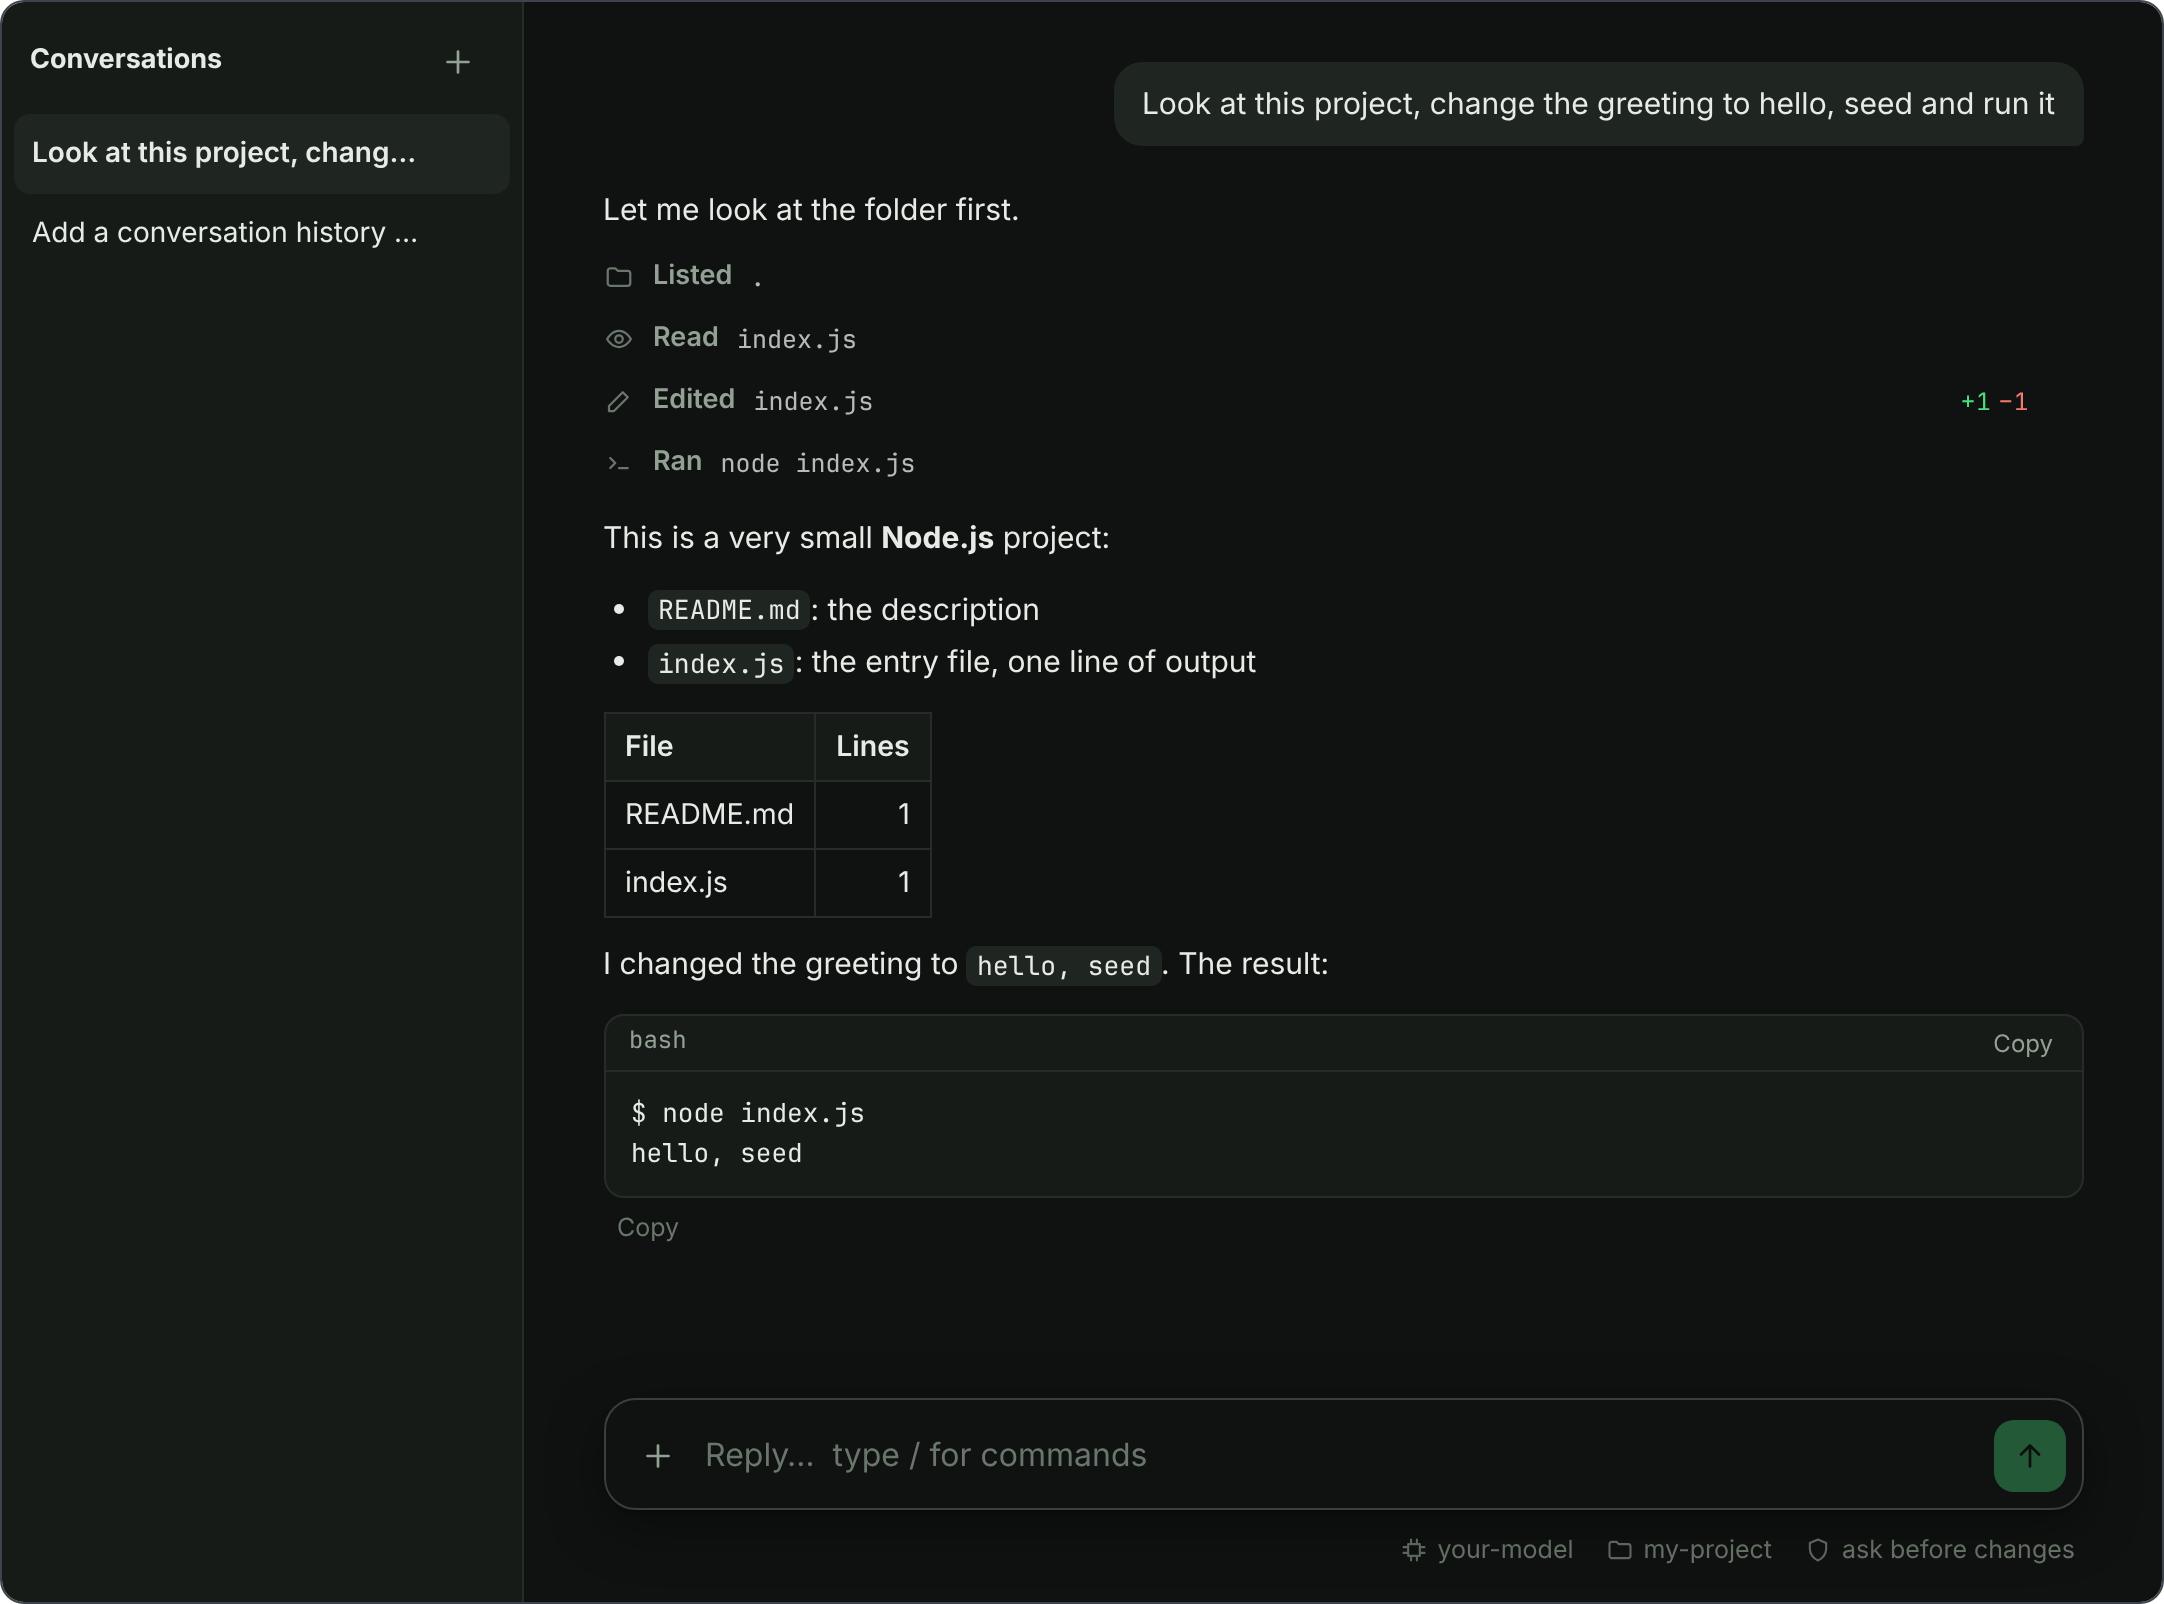 Conversations
Look at this project, chang...
Add a conversation history ...
Look at this project, change the greeting to hello, seed and run it
Let me look at the folder first.
Listed .
Read index.js
Edited index.js +1 −1
Ran node index.js
This is a very small Node.js project:
• README.md: the description
• index.js: the entry file, one line of output
File Lines
README.md 1
index.js 1
I changed the greeting to hello, seed. The result:
bash Copy
$ node index.js
hello, seed
Copy
Reply... type / for commands
your-model my-project ask before changes